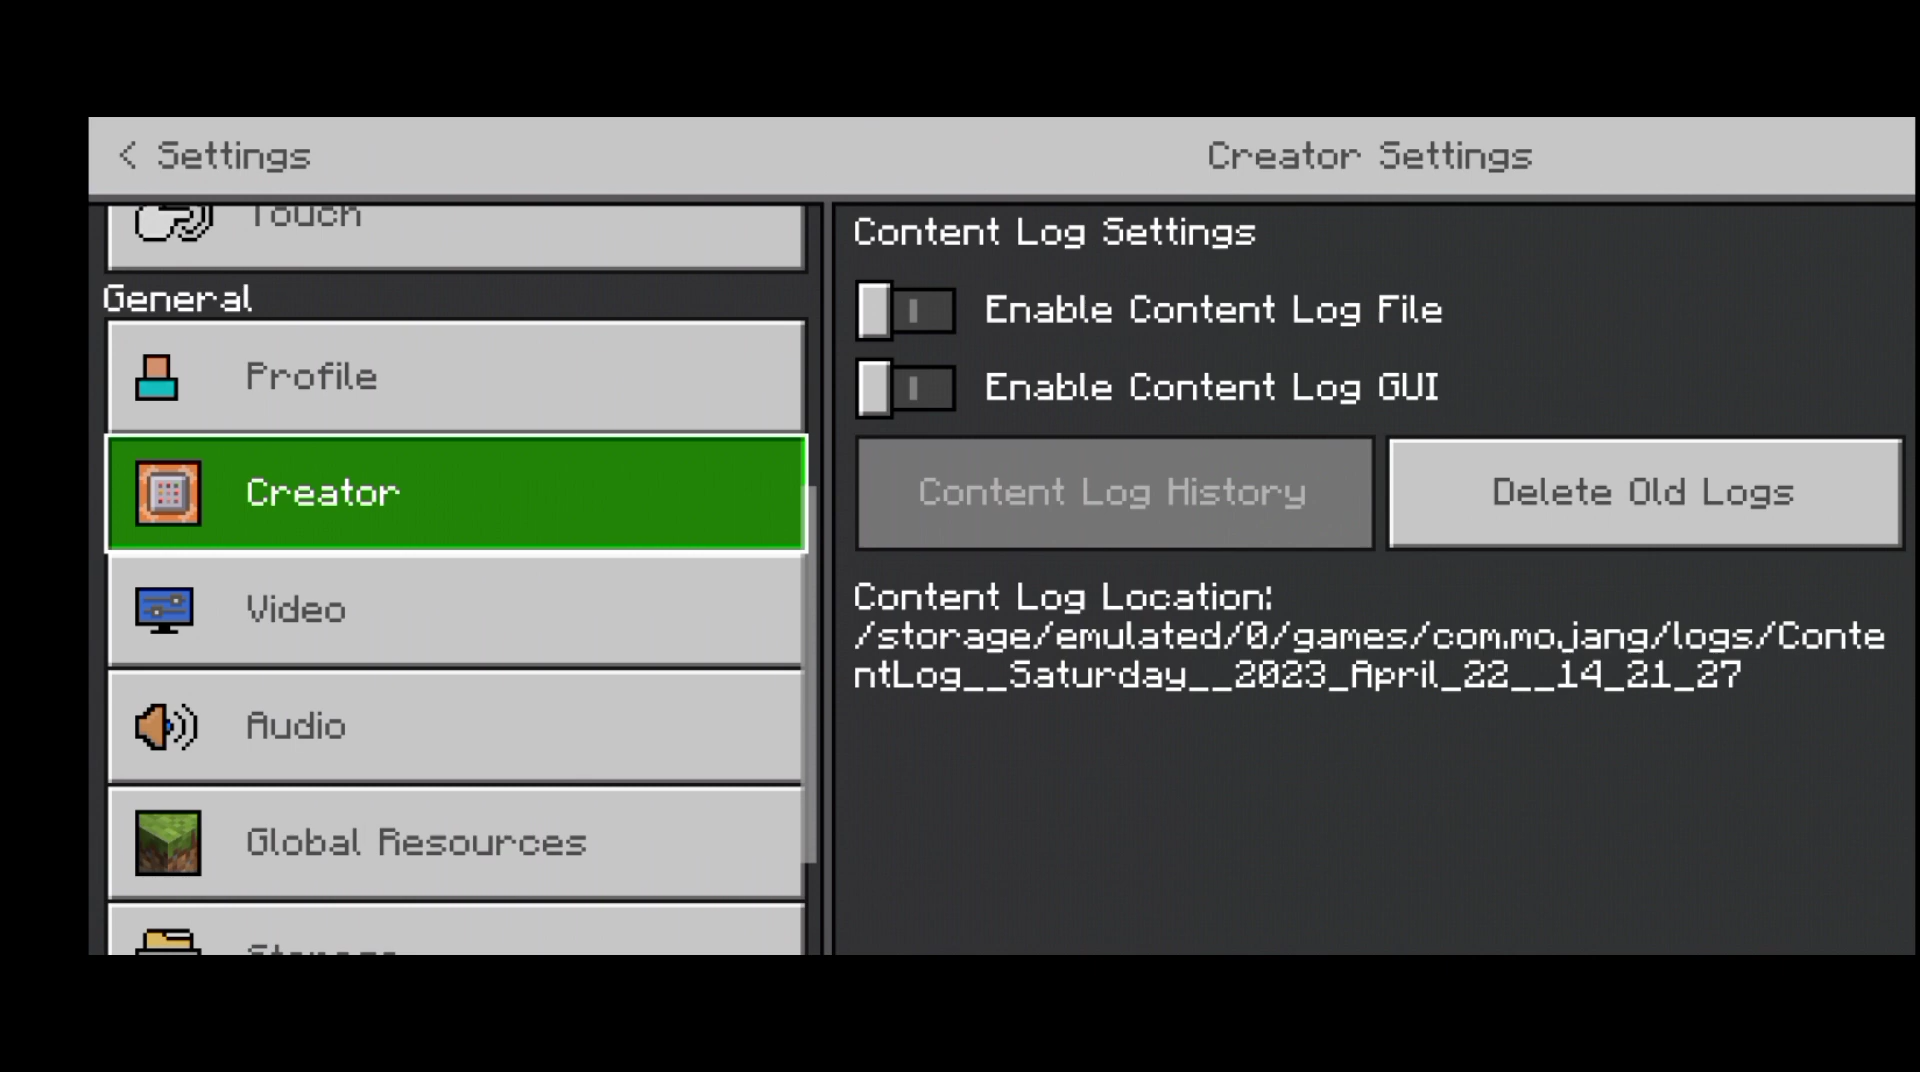 < Settings
Creator Settings
Touch
General
Profile
Creator
Video
Audio
Global Resources
Storage
Content Log Settings
Enable Content Log File
Enable Content Log GUI
Content Log History
Delete Old Logs
Content Log Location:
/storage/emulated/0/games/com.mojang/logs/Conte
ntLog__Saturday__2023_April_22__14_21_27